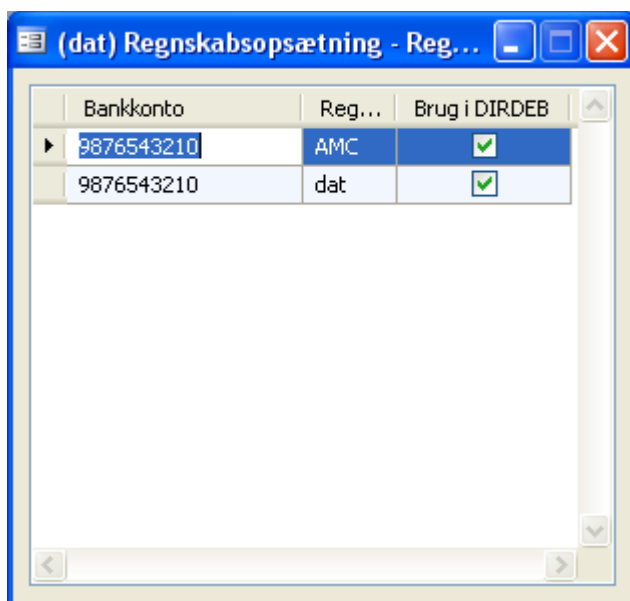 (dat) Regnskabsopsætning - Reg...
Bankkonto Reg... Brug i DIRDEB
9876543210 AMC
9876543210 dat